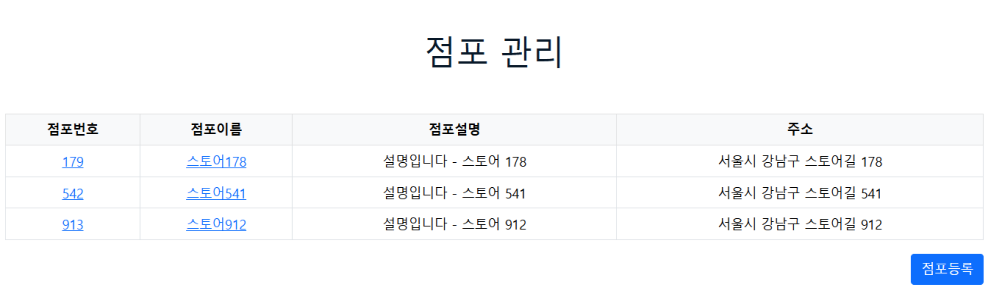 점포 관리
점포번호 점포이름 점포설명 주소
179 스토어178 설명입니다 - 스토어 178 서울시 강남구 스토어길 178
542 스토어541 설명입니다 - 스토어 541 서울시 강남구 스토어길 541
913 스토어912 설명입니다 - 스토어 912 서울시 강남구 스토어길 912
점포등록